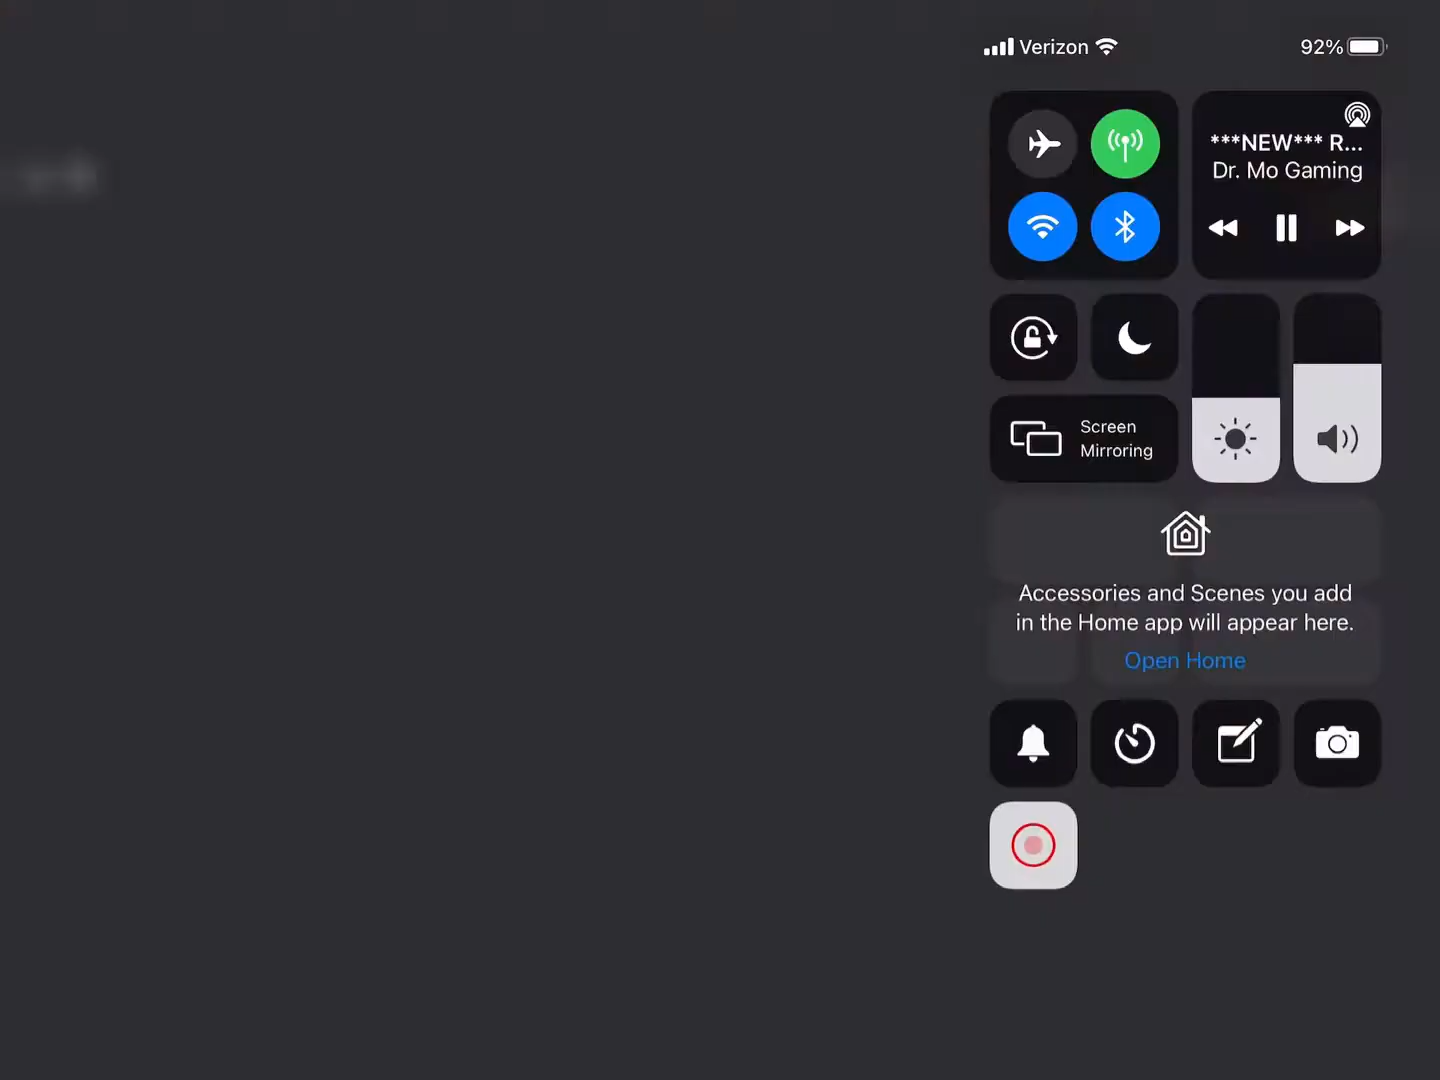 Verizon
92%
***NEW*** R...
Dr. Mo Gaming
Screen
Mirroring
Accessories and Scenes you add
in the Home app will appear here.
Open Home